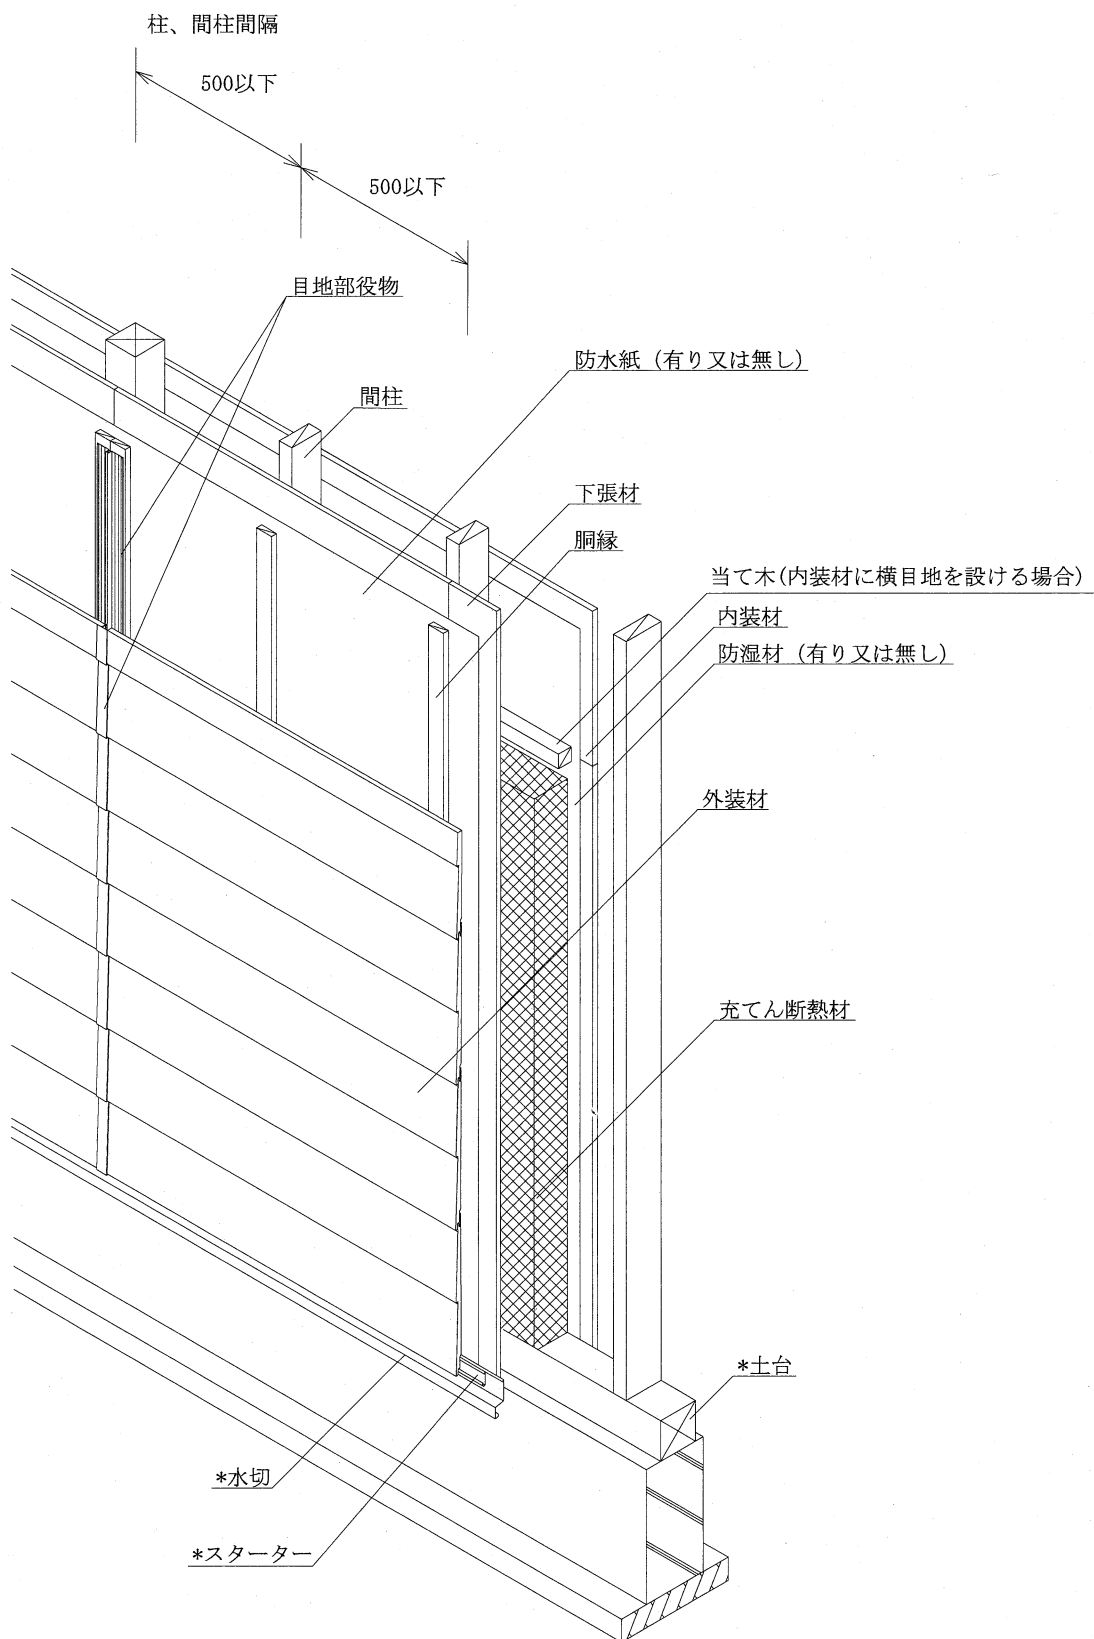 柱、間柱間隔
500以下
500以下
目地部役物
防水紙（有り又は無し）
間柱
下張材
胴縁
当て木(内装材に横目地を設ける場合)
内装材
防湿材（有り又は無し）
外装材
充てん断熱材
*土台
*水切
*スターター